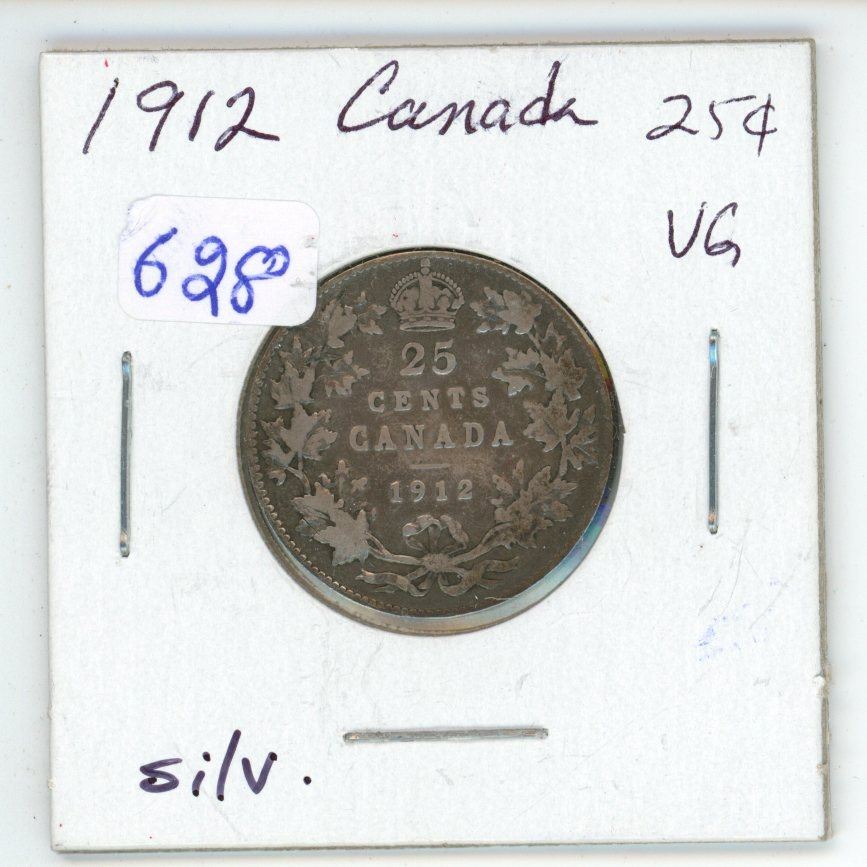 1912 Canada 25¢
VG
628
25
CENTS
CANADA
1912
silv.